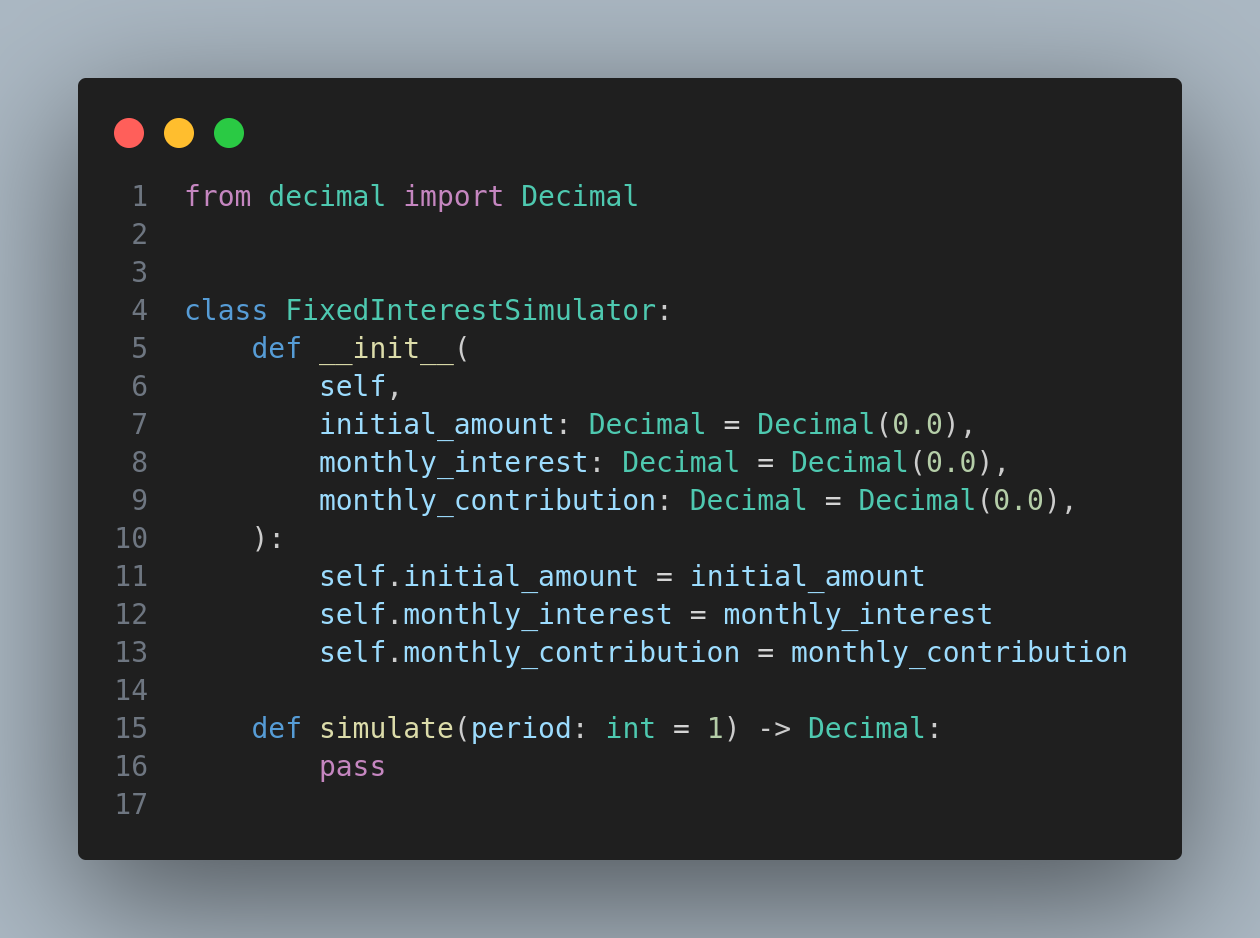 1 from decimal import Decimal
2
3
4 class FixedInterestSimulator:
5     def __init__(
6         self,
7         initial_amount: Decimal = Decimal(0.0),
8         monthly_interest: Decimal = Decimal(0.0),
9         monthly_contribution: Decimal = Decimal(0.0),
10     ):
11         self.initial_amount = initial_amount
12         self.monthly_interest = monthly_interest
13         self.monthly_contribution = monthly_contribution
14
15     def simulate(period: int = 1) -> Decimal:
16         pass
17